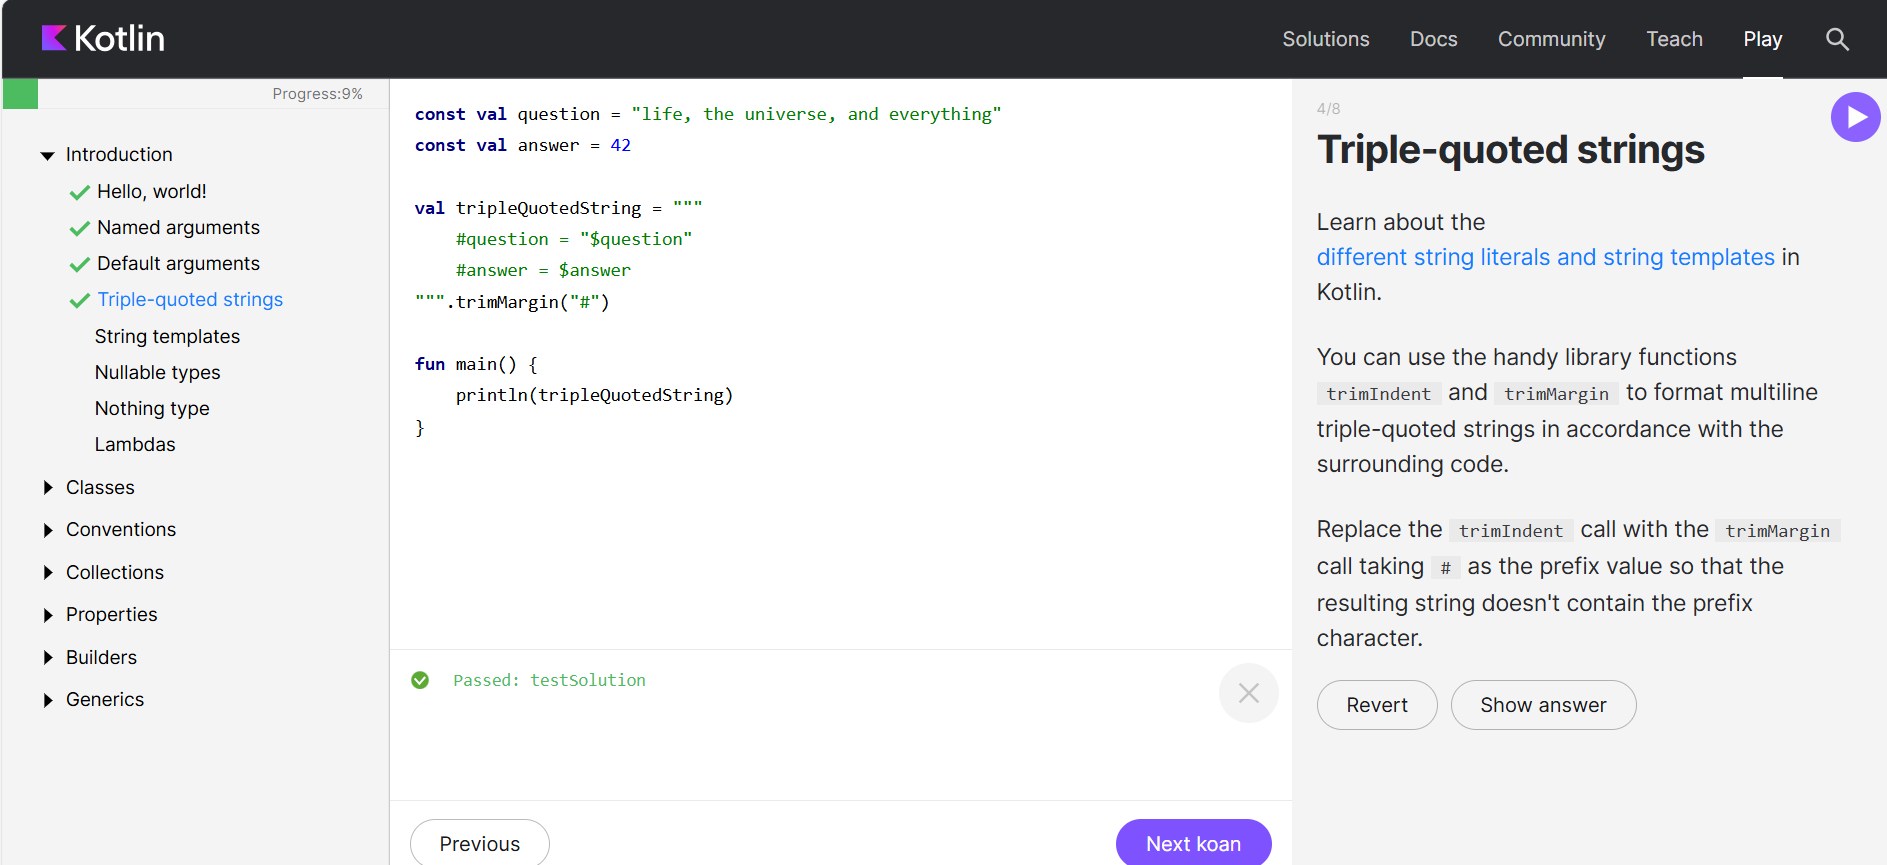 Kotlin
Solutions
Docs
Community
Teach
Play
Progress:9%
Introduction
Hello, world!
Named arguments
Default arguments
Triple-quoted strings
String templates
Nullable types
Nothing type
Lambdas
Classes
Conventions
Collections
Properties
Builders
Generics
const val question = "life, the universe, and everything"
const val answer = 42
val tripleQuotedString = """
    #question = "$question"
    #answer = $answer
""".trimMargin("#")
fun main() {
    println(tripleQuotedString)
}
Passed: testSolution
Previous
Next koan
4/8
Triple-quoted strings
Learn about the
different string literals and string templates in
Kotlin.
You can use the handy library functions
trimIndent and trimMargin to format multiline
triple-quoted strings in accordance with the
surrounding code.
Replace the trimIndent call with the trimMargin
call taking # as the prefix value so that the
resulting string doesn't contain the prefix
character.
Revert
Show answer